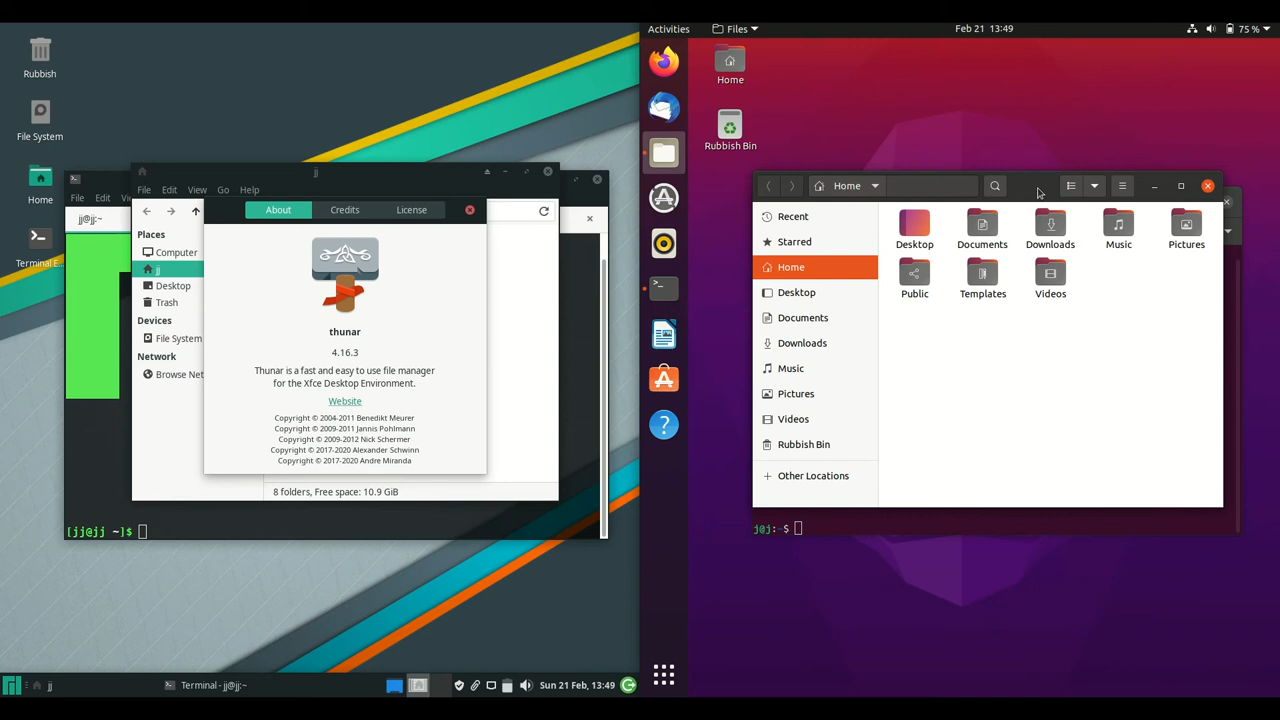 Rubbish
File System
Home
Terminal E...
jj
File Edit View Go Help
File Edit Vi
jj@jj:~
Places
Computer
jj
Desktop
Trash
Devices
File System
Network
Browse Net
About Credits License
thunar
4.16.3
Thunar is a fast and easy to use file manager
for the Xfce Desktop Environment.
Website
Copyright © 2004-2011 Benedikt Meurer
Copyright © 2009-2011 Jannis Pohlmann
Copyright © 2009-2012 Nick Schermer
Copyright © 2017-2020 Alexander Schwinn
Copyright © 2017-2020 Andre Miranda
8 folders, Free space: 10.9 GiB
[jj@jj ~]$
jj
Terminal - jj@jj:~
Sun 21 Feb, 13:49
Activities Files Feb 21 13:49 75 %
Home
Rubbish Bin
Home
Recent
Starred
Home
Desktop
Documents
Downloads
Music
Pictures
Videos
Rubbish Bin
Other Locations
Desktop Documents Downloads Music Pictures
Public Templates Videos
j@j:~$